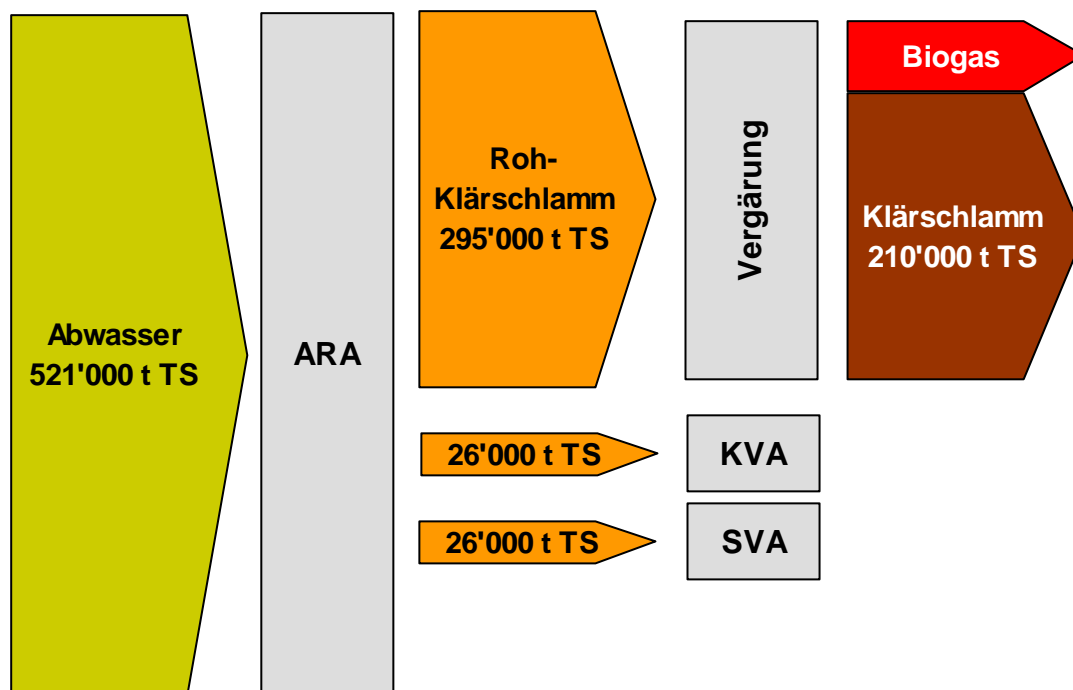 Abwasser
521'000 t TS
ARA
Roh-
Klärschlamm
295'000 t TS
26'000 t TS
26'000 t TS
Vergärung
KVA
SVA
Biogas
Klärschlamm
210'000 t TS